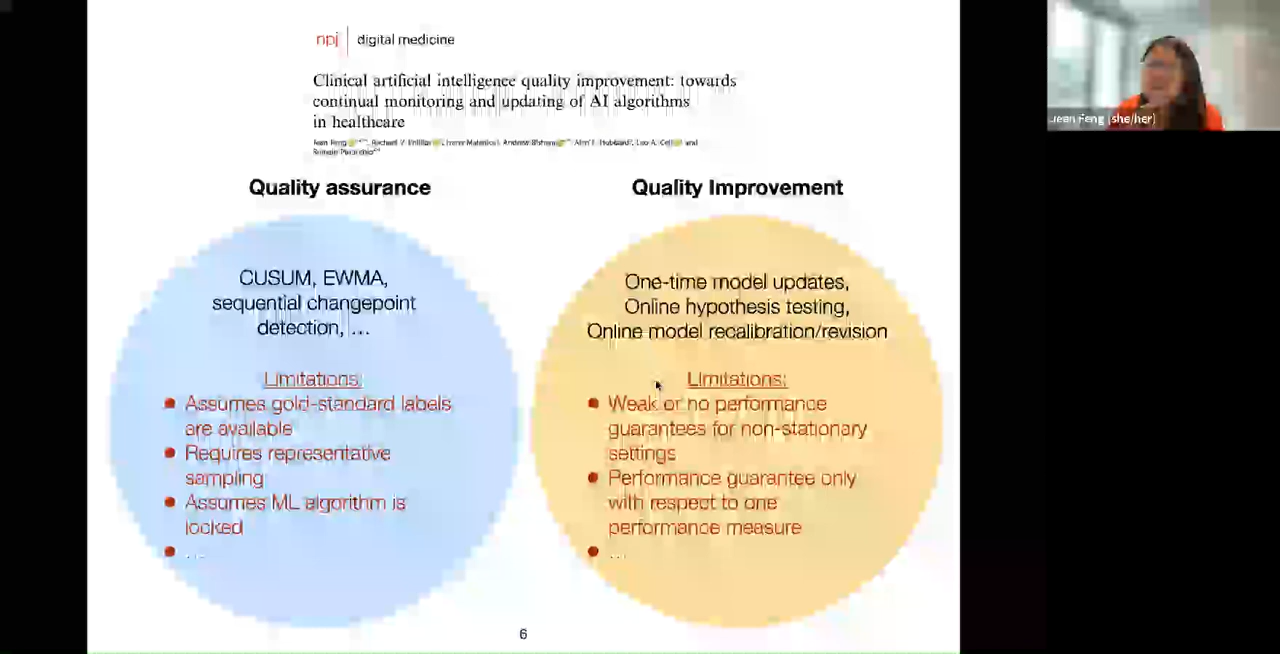 npj | digital medicine
Clinical artificial intelligence quality improvement: towards
continual monitoring and updating of AI algorithms
in healthcare
Jean Feng
Quality assurance
CUSUM, EWMA,
sequential changepoint
detection, ...
Limitations:
• Assumes gold-standard labels
are available
• Requires representative
sampling
• Assumes ML algorithm is
locked
• ...
Quality Improvement
One-time model updates,
Online hypothesis testing,
Online model recalibration/revision
Limitations:
• Weak or no performance
guarantees for non-stationary
settings
• Performance guarantee only
with respect to one
performance measure
• ...
6
Jean Feng (she/her)